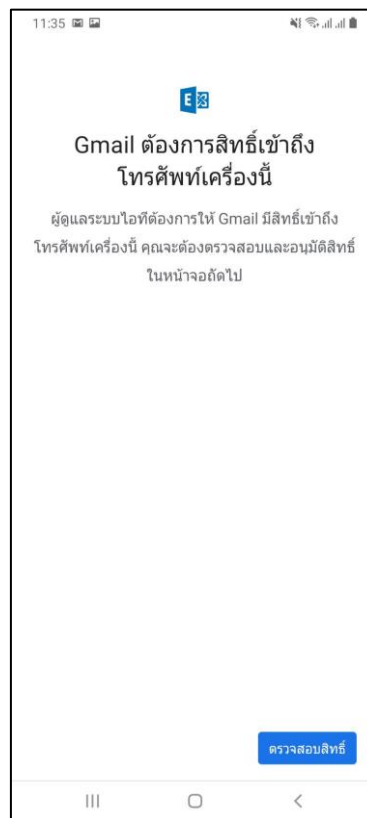 11:35
E
Gmail ต้องการสิทธิ์เข้าถึง
โทรศัพท์เครื่องนี้
ผู้ดูแลระบบไอทีต้องการให้ Gmail มีสิทธิ์เข้าถึง
โทรศัพท์เครื่องนี้ คุณจะต้องตรวจสอบและอนุมัติสิทธิ์
ในหน้าจอถัดไป
ตรวจสอบสิทธิ์